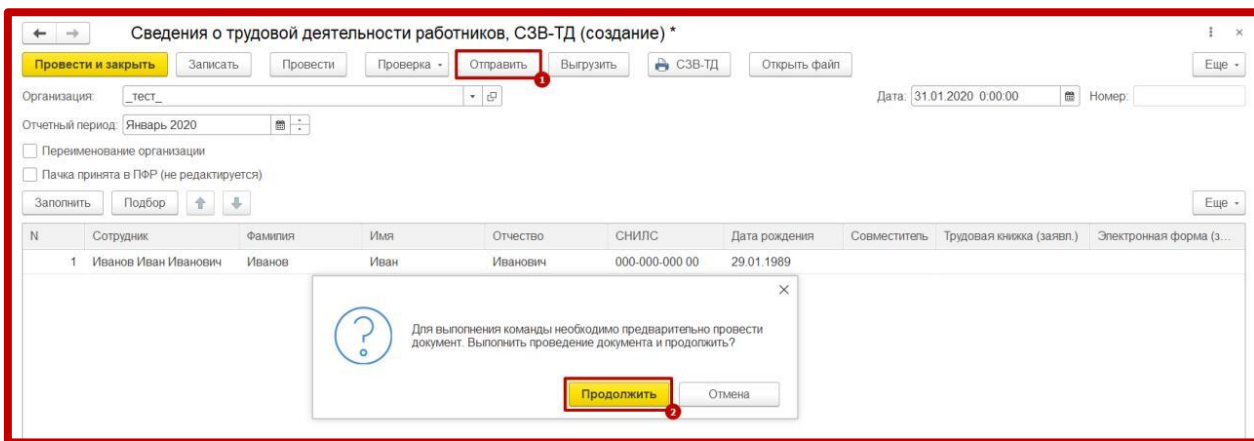 Сведения о трудовой деятельности работников, СЗВ-ТД (создание) *
Провести и закрыть Записать Провести Проверка Отправить Выгрузить СЗВ-ТД Открыть файл Еще
1
Организация: _тест_ Дата: 31.01.2020 0:00:00 Номер:
Отчетный период: Январь 2020
Переименование организации
Пачка принята в ПФР (не редактируется)
Заполнить Подбор Еще
N Сотрудник Фамилия Имя Отчество СНИЛС Дата рождения Совместитель Трудовая книжка (заявл.) Электронная форма (з...
1 Иванов Иван Иванович Иванов Иван Иванович 000-000-000 00 29.01.1989
Для выполнения команды необходимо предварительно провести
документ. Выполнить проведение документа и продолжить?
Продолжить Отмена
2